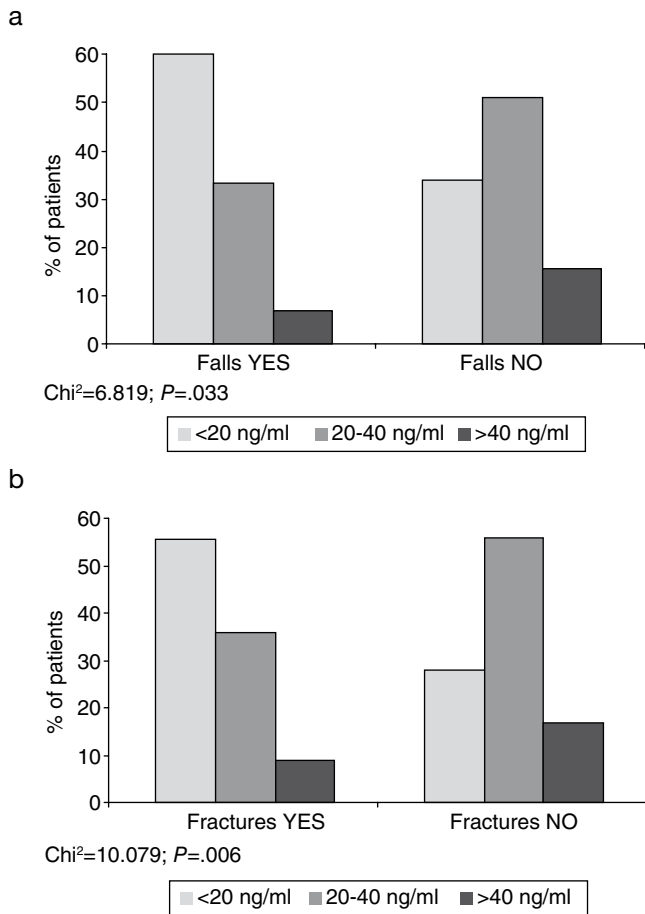 a
60
50
40
30
20
10
0
% of patients
Falls YES
Falls NO
Chi²=6.819; P=.033
<20 ng/ml 20-40 ng/ml >40 ng/ml
b
60
50
40
30
20
10
0
% of patients
Fractures YES
Fractures NO
Chi²=10.079; P=.006
<20 ng/ml 20-40 ng/ml >40 ng/ml